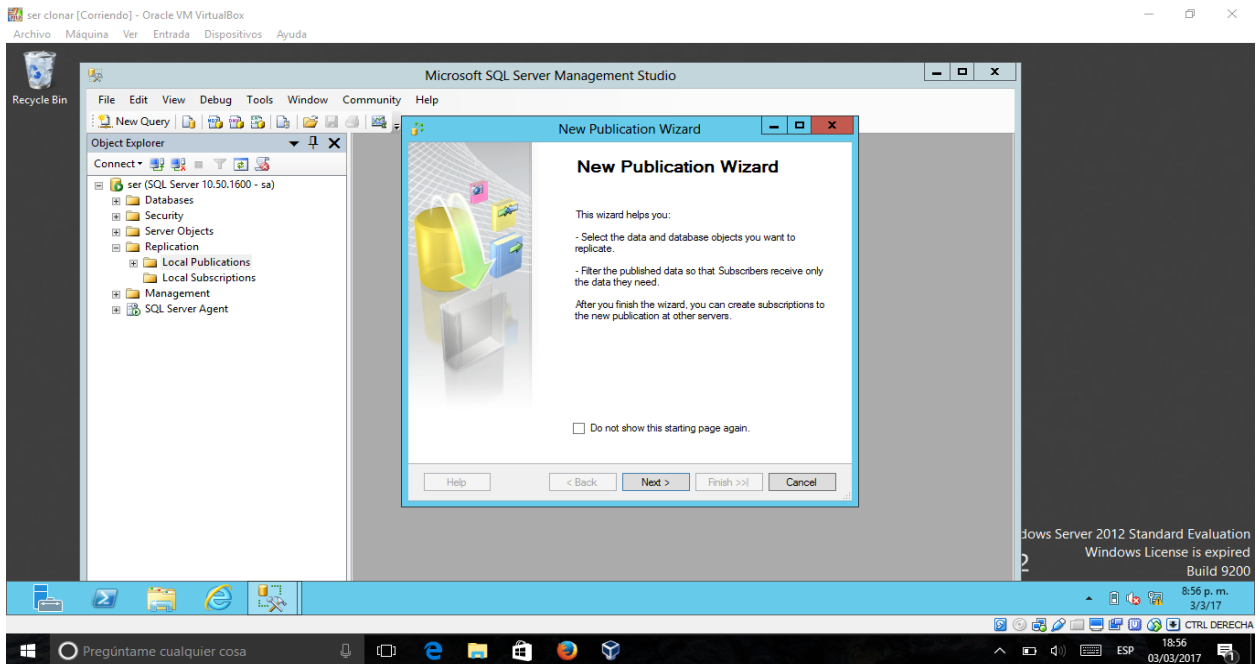 ser clonar [Corriendo] - Oracle VM VirtualBox
Archivo Máquina Ver Entrada Dispositivos Ayuda
Recycle Bin
Microsoft SQL Server Management Studio
File Edit View Debug Tools Window Community Help
New Query
Object Explorer
Connect
ser (SQL Server 10.50.1600 - sa)
Databases
Security
Server Objects
Replication
Local Publications
Local Subscriptions
Management
SQL Server Agent
New Publication Wizard
New Publication Wizard
This wizard helps you:
- Select the data and database objects you want to
replicate.
- Filter the published data so that Subscribers receive only
the data they need.
After you finish the wizard, you can create subscriptions to
the new publication at other servers.
Do not show this starting page again.
Help < Back Next > Finish >>| Cancel
dows Server 2012 Standard Evaluation
Windows License is expired
2
Build 9200
8:56 p. m.
3/3/17
CTRL DERECHA
Pregúntame cualquier cosa
ESP
18:56
03/03/2017
1